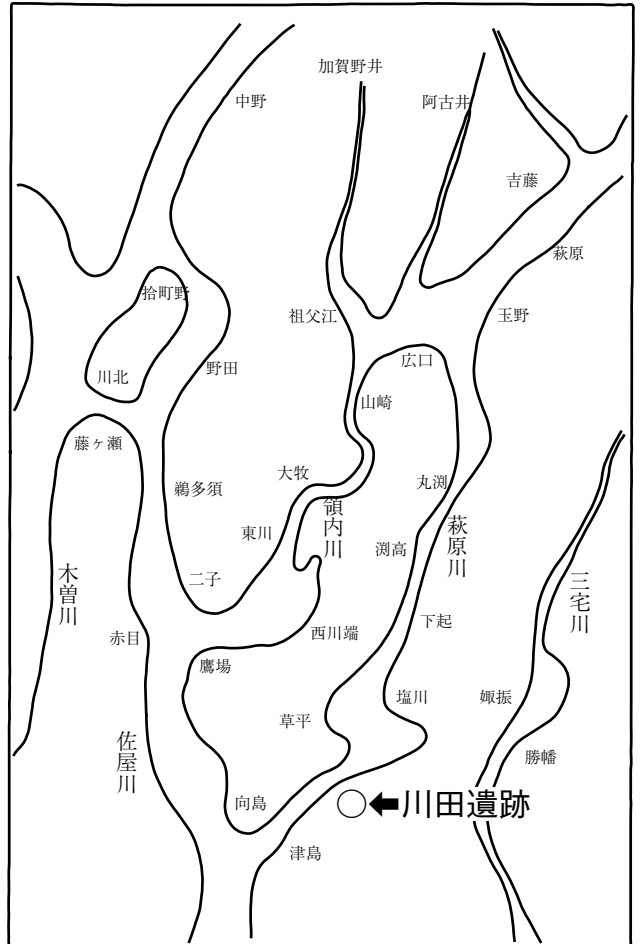 加賀野井
中野
阿古井
吉藤
萩原
拾町野
祖父江
玉野
広口
野田
川北
山崎
藤ヶ瀬
大牧
丸渕
鵜多須
領内川
東川
萩原川
渕高
二子
木曽川
三宅川
下起
西川端
赤目
鷹場
塩川
娵振
草平
佐屋川
勝幡
向島
川田遺跡
津島